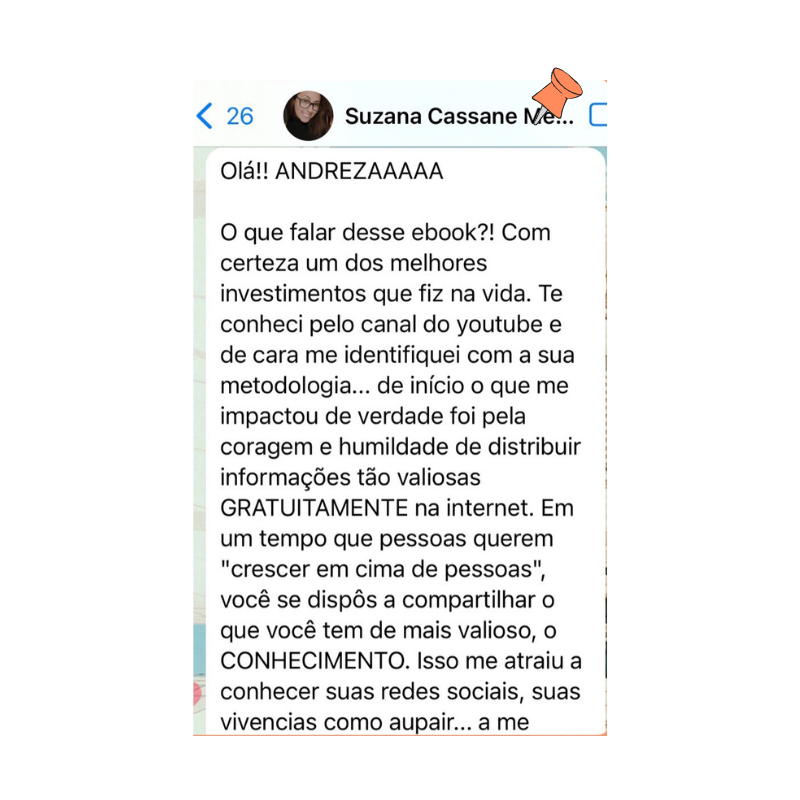 26
Suzana Cassane Me...
Olá!! ANDREZAAAAA
O que falar desse ebook?! Com
certeza um dos melhores
investimentos que fiz na vida. Te
conheci pelo canal do youtube e
de cara me identifiquei com a sua
metodologia... de início o que me
impactou de verdade foi pela
coragem e humildade de distribuir
informações tão valiosas
GRATUITAMENTE na internet. Em
um tempo que pessoas querem
"crescer em cima de pessoas",
você se dispôs a compartilhar o
que você tem de mais valioso, o
CONHECIMENTO. Isso me atraiu a
conhecer suas redes sociais, suas
vivencias como aupair... a me